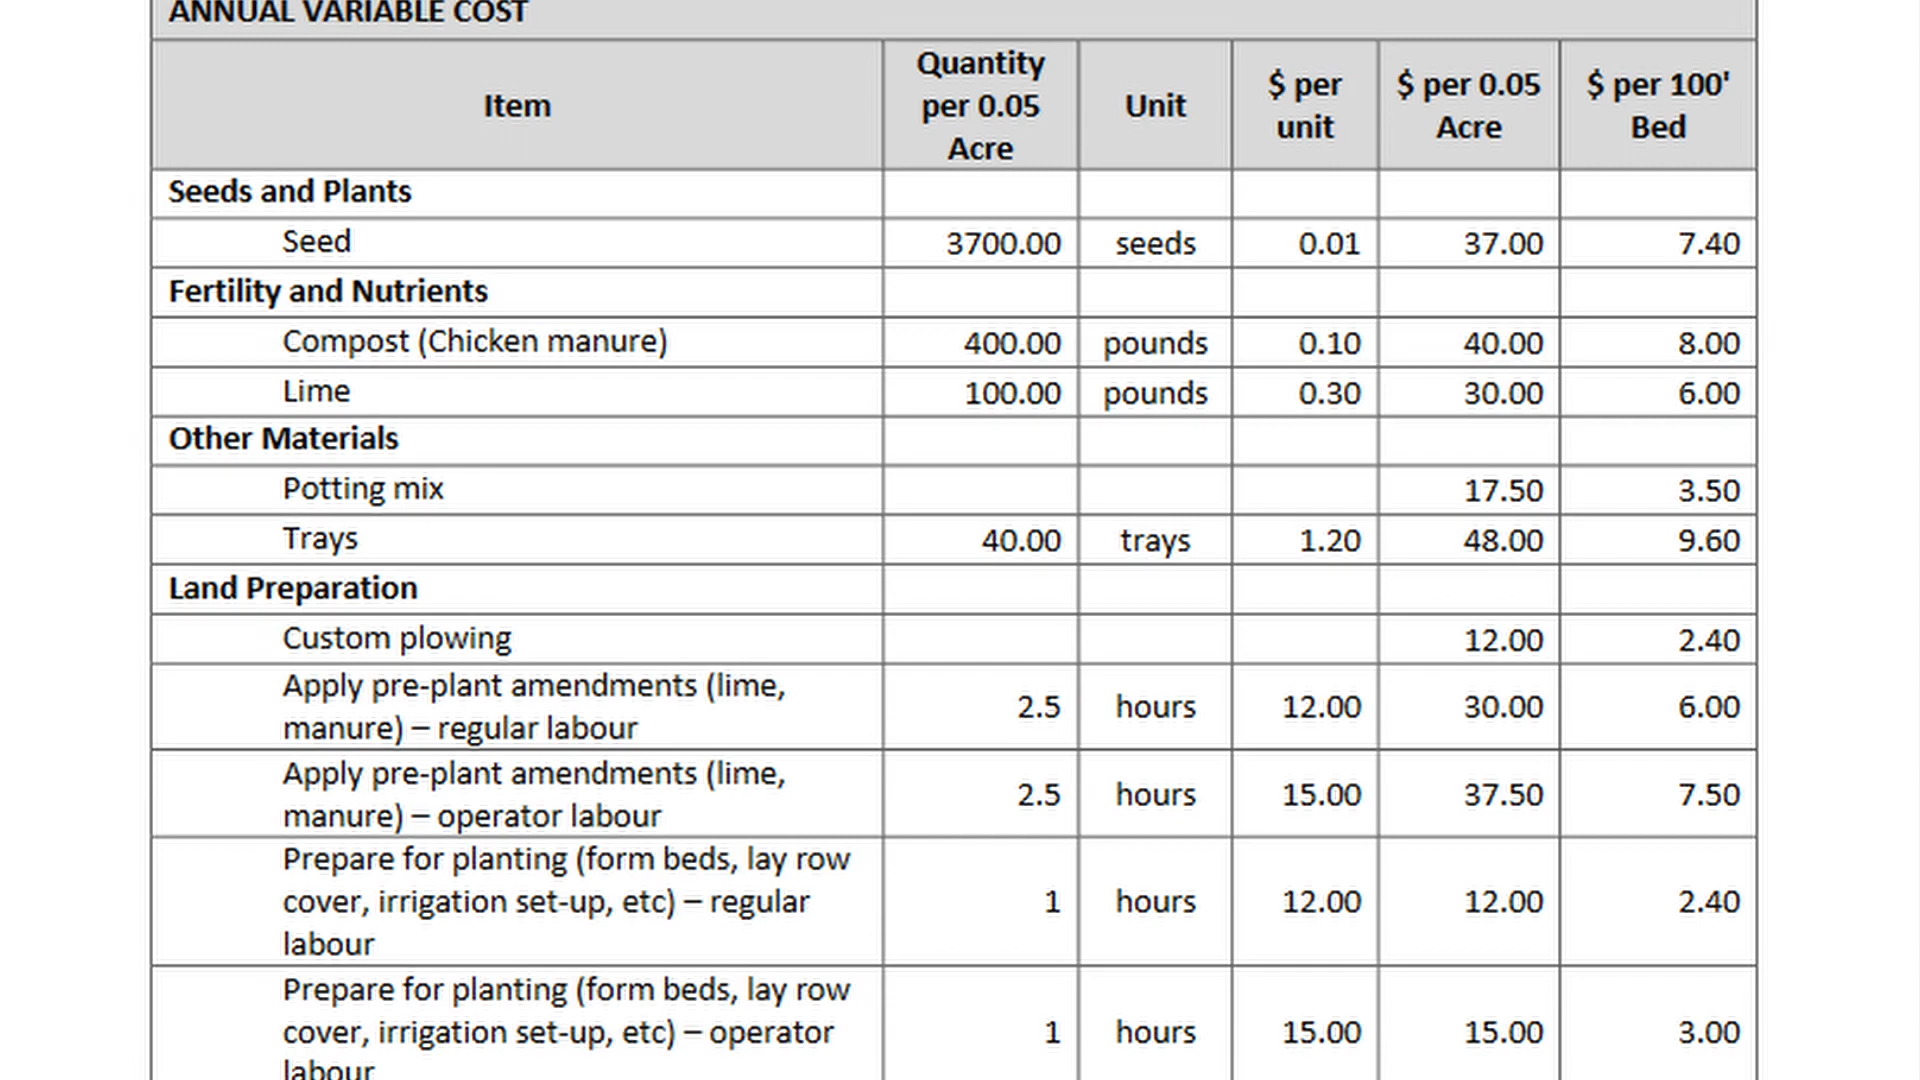 ANNUAL VARIABLE COST
Item Quantity per 0.05 Acre Unit $ per unit $ per 0.05 Acre $ per 100' Bed
Seeds and Plants
Seed 3700.00 seeds 0.01 37.00 7.40
Fertility and Nutrients
Compost (Chicken manure) 400.00 pounds 0.10 40.00 8.00
Lime 100.00 pounds 0.30 30.00 6.00
Other Materials
Potting mix 17.50 3.50
Trays 40.00 trays 1.20 48.00 9.60
Land Preparation
Custom plowing 12.00 2.40
Apply pre-plant amendments (lime,
manure) – regular labour 2.5 hours 12.00 30.00 6.00
Apply pre-plant amendments (lime,
manure) – operator labour 2.5 hours 15.00 37.50 7.50
Prepare for planting (form beds, lay row
cover, irrigation set-up, etc) – regular 1 hours 12.00 12.00 2.40
labour
Prepare for planting (form beds, lay row
cover, irrigation set-up, etc) – operator 1 hours 15.00 15.00 3.00
labour